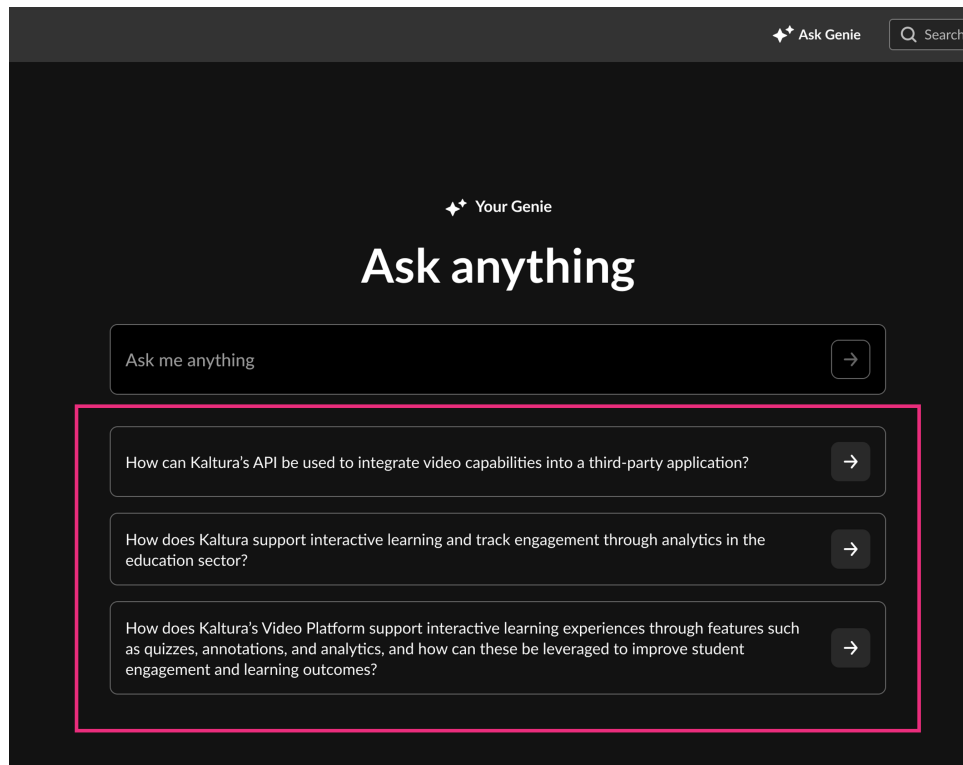 Ask Genie
Search
Your Genie
Ask anything
Ask me anything
How can Kaltura’s API be used to integrate video capabilities into a third-party application?
How does Kaltura support interactive learning and track engagement through analytics in the
education sector?
How does Kaltura’s Video Platform support interactive learning experiences through features such
as quizzes, annotations, and analytics, and how can these be leveraged to improve student
engagement and learning outcomes?